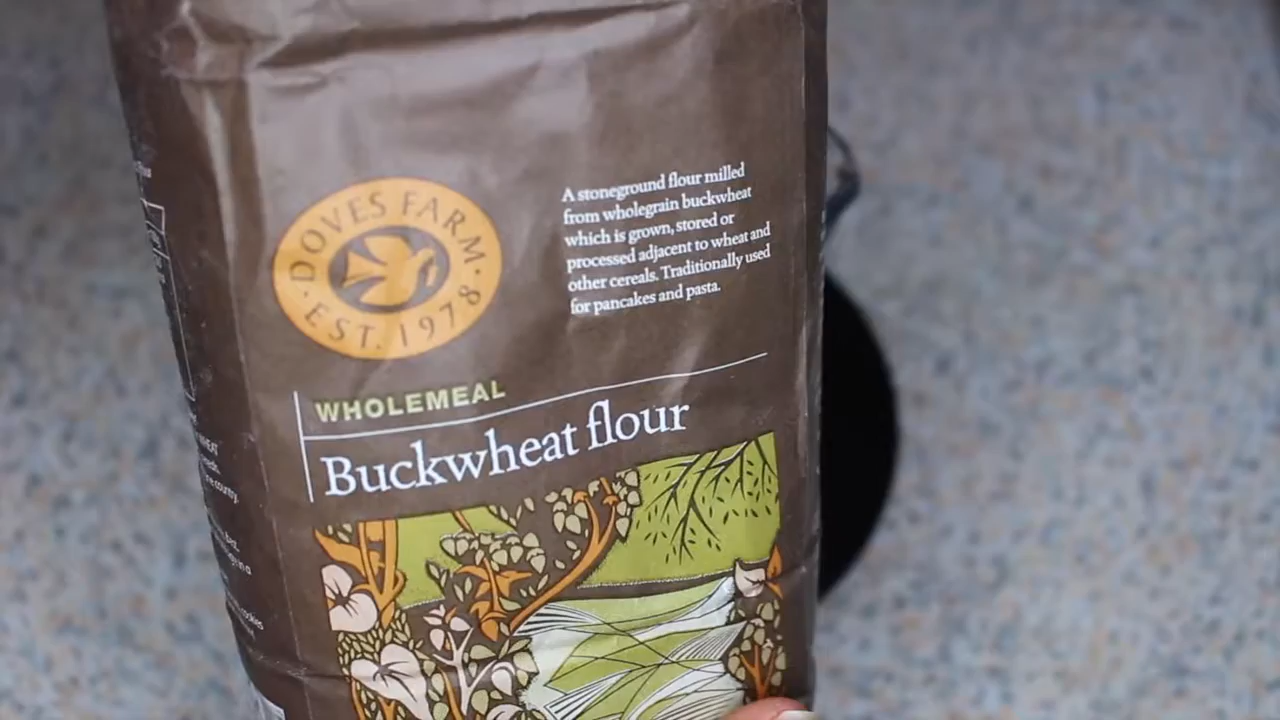 DOVES FARM
EST. 1978
A stoneground flour milled
from wholegrain buckwheat
which is grown, stored or
processed adjacent to wheat and
other cereals. Traditionally used
for pancakes and pasta.
WHOLEMEAL
Buckwheat flour